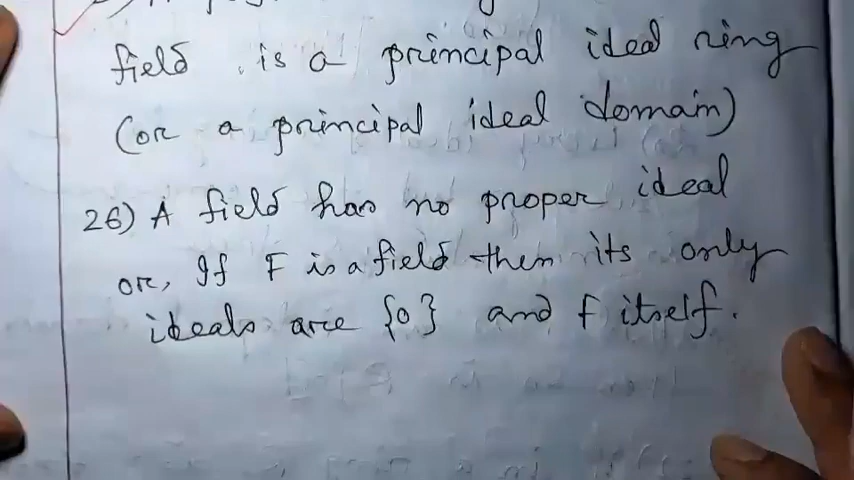 field is a principal ideal ring
(or a principal ideal domain)
26) A field has no proper ideal
or, If F is a field then its only
ideals are {0} and F itself.